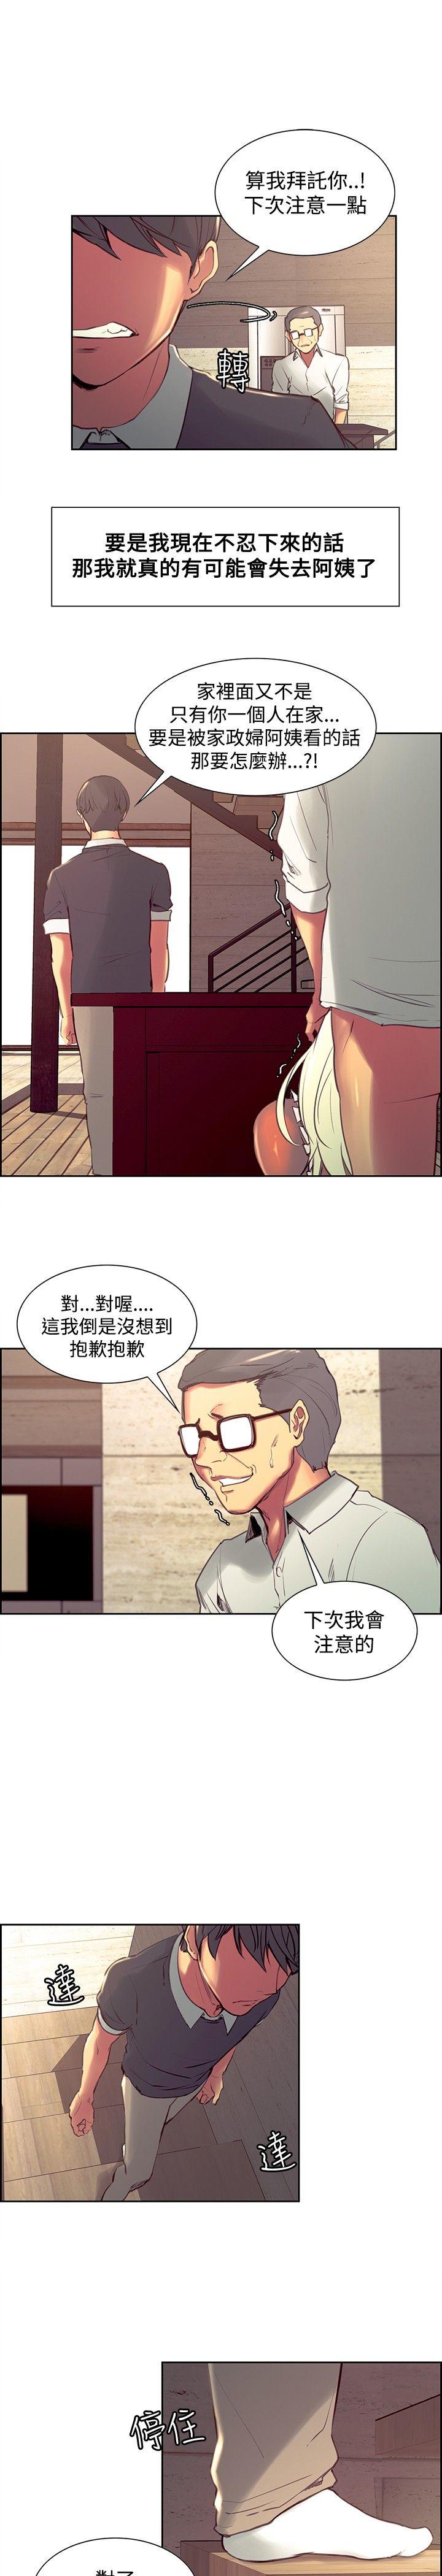 算我拜託你..!
下次注意一點
轉
要是我現在不忍下來的話
那我就真的有可能會失去阿姨了
家裡面又不是
只有你一個人在家...
要是被家政婦阿姨看的話
那要怎麼辦...?!
對...對喔....
這我倒是沒想到
抱歉抱歉
下次我會
注意的
達
達
停住
對了